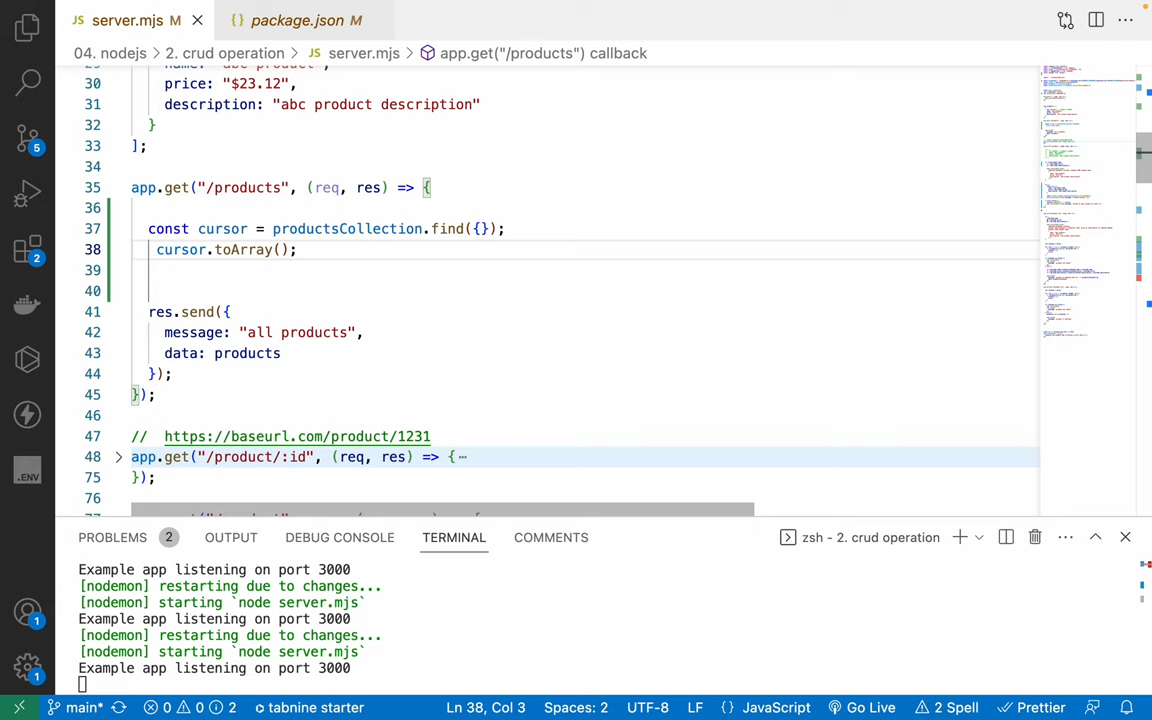 JS server.mjs M
{} package.json M
04. nodejs > 2. crud operation > JS server.mjs > app.get("/products") callback
30 price: "$23.12",
31 description: "abc product description"
32 }
33 ];
34
35 app.get("/products", (req, res) => {
36
37 const cursor = productsCollection.find({});
38 cursor.toArray();
39
40
41 res.send({
42 message: "all products",
43 data: products
44 });
45 });
46
47 // https://baseurl.com/product/1231
48 app.get("/product/:id", (req, res) => {
75 });
76
5
2
.ENV
1
1
PROBLEMS 2 OUTPUT DEBUG CONSOLE TERMINAL COMMENTS zsh - 2. crud operation
Example app listening on port 3000
[nodemon] restarting due to changes...
[nodemon] starting `node server.mjs`
Example app listening on port 3000
[nodemon] restarting due to changes...
[nodemon] starting `node server.mjs`
Example app listening on port 3000
main* 0 0 2 tabnine starter Ln 38, Col 3 Spaces: 2 UTF-8 LF {} JavaScript Go Live 2 Spell Prettier